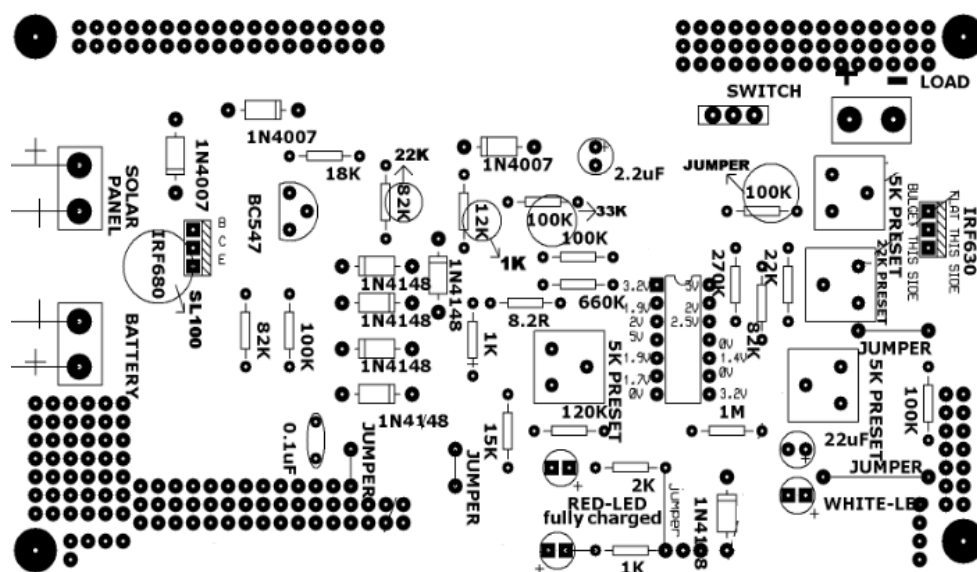 SWITCH
+ - LOAD
1N4007
1N4007
1N4007
18K
22K
82K
2.2uF
JUMPER
100K
5K PRESET
BULGET THIS SIDE
FLAT THIS SIDE
IRF630
SOLAR
PANEL
BC547
12K
1K
100K
33K
100K
B
C
E
IRF680
SL100
1N4148
1N4148
1N4148
1N4148
1N4148
660K
8.2R
270K
22K
82K
22K PRESET
3.2V
1.9V
2V
5V
1.9V
1.7V
0V
5V
2V
2.5V
0V
1.4V
0V
3.2V
BATTERY
82K
100K
1K
5K PRESET
JUMPER
5K PRESET
100K
0.1uF
JUMPER
JUMPER
15K
120K
1M
22uF
JUMPER
2K
RED-LED
fully charged
jumper
1N4148
WHITE-LE
1K